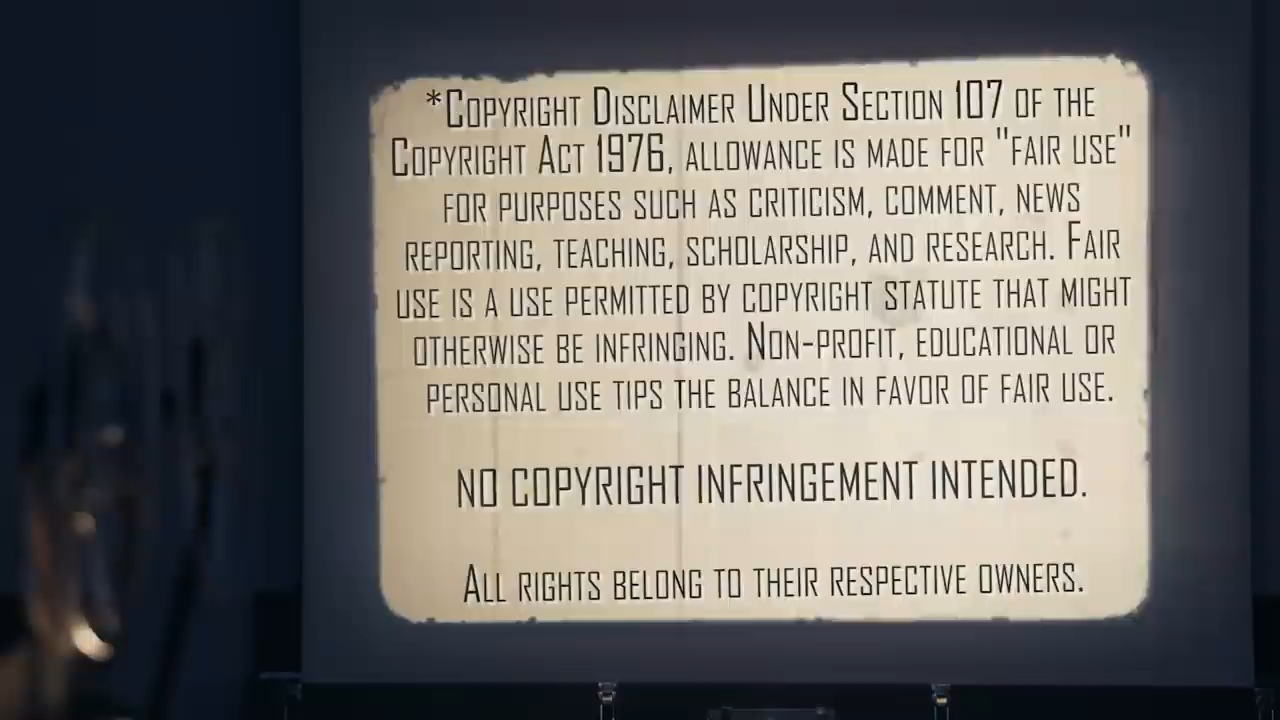 *Copyright Disclaimer Under Section 107 of the
Copyright Act 1976, allowance is made for "fair use"
for purposes such as criticism, comment, news
reporting, teaching, scholarship, and research. Fair
use is a use permitted by copyright statute that might
otherwise be infringing. Non-profit, educational or
personal use tips the balance in favor of fair use.
NO COPYRIGHT INFRINGEMENT INTENDED.
All rights belong to their respective owners.